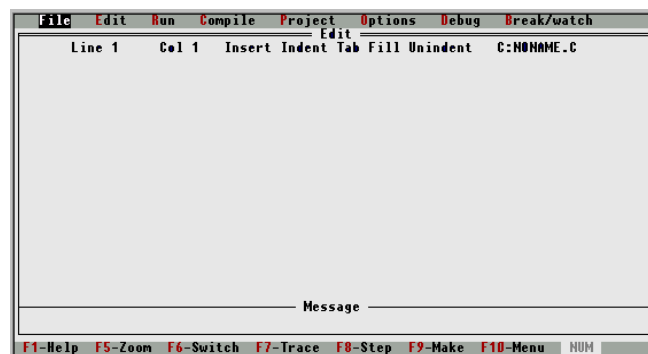 File Edit Run Compile Project Options Debug Break/watch
Edit
Line 1 Col 1 Insert Indent Tab Fill Unindent C:NONAME.C
Message
F1-Help F5-Zoom F6-Switch F7-Trace F8-Step F9-Make F10-Menu NUM